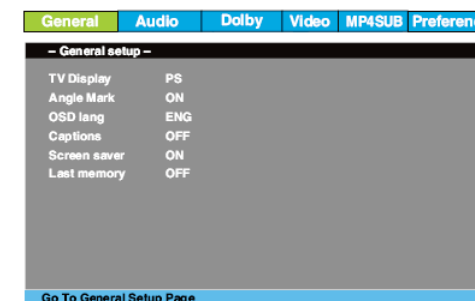 General Audio Dolby Video MP4SUB Preferenc
– General setup –
TV Display PS
Angle Mark ON
OSD lang ENG
Captions OFF
Screen saver ON
Last memory OFF
Go To General Setup Page